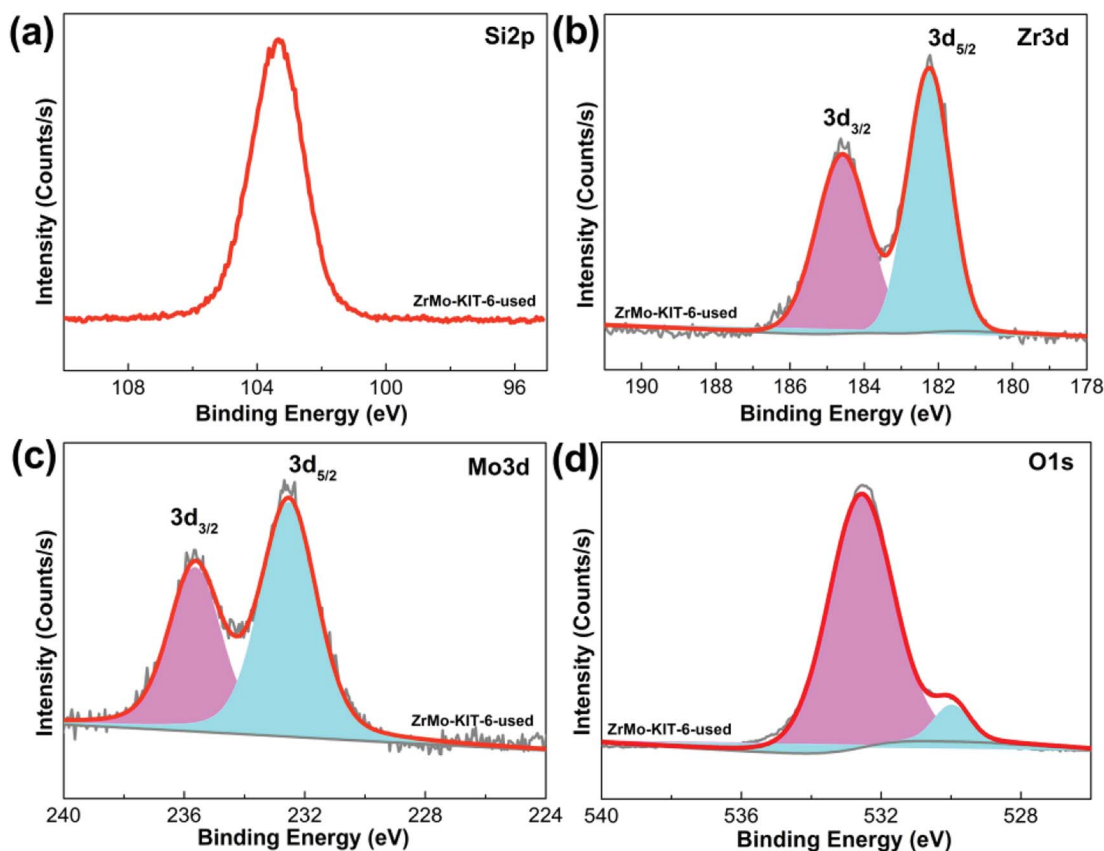 (a)
Si2p
Intensity (Counts/s)
ZrMo-KIT-6-used
108 104 100 96
Binding Energy (eV)
(b)
Zr3d
3d5/2
3d3/2
Intensity (Counts/s)
ZrMo-KIT-6-used
190 188 186 184 182 180 178
Binding Energy (eV)
(c)
Mo3d
3d5/2
3d3/2
Intensity (Counts/s)
ZrMo-KIT-6-used
240 236 232 228 224
Binding Energy (eV)
(d)
O1s
Intensity (Counts/s)
ZrMo-KIT-6-used
540 536 532 528
Binding Energy (eV)